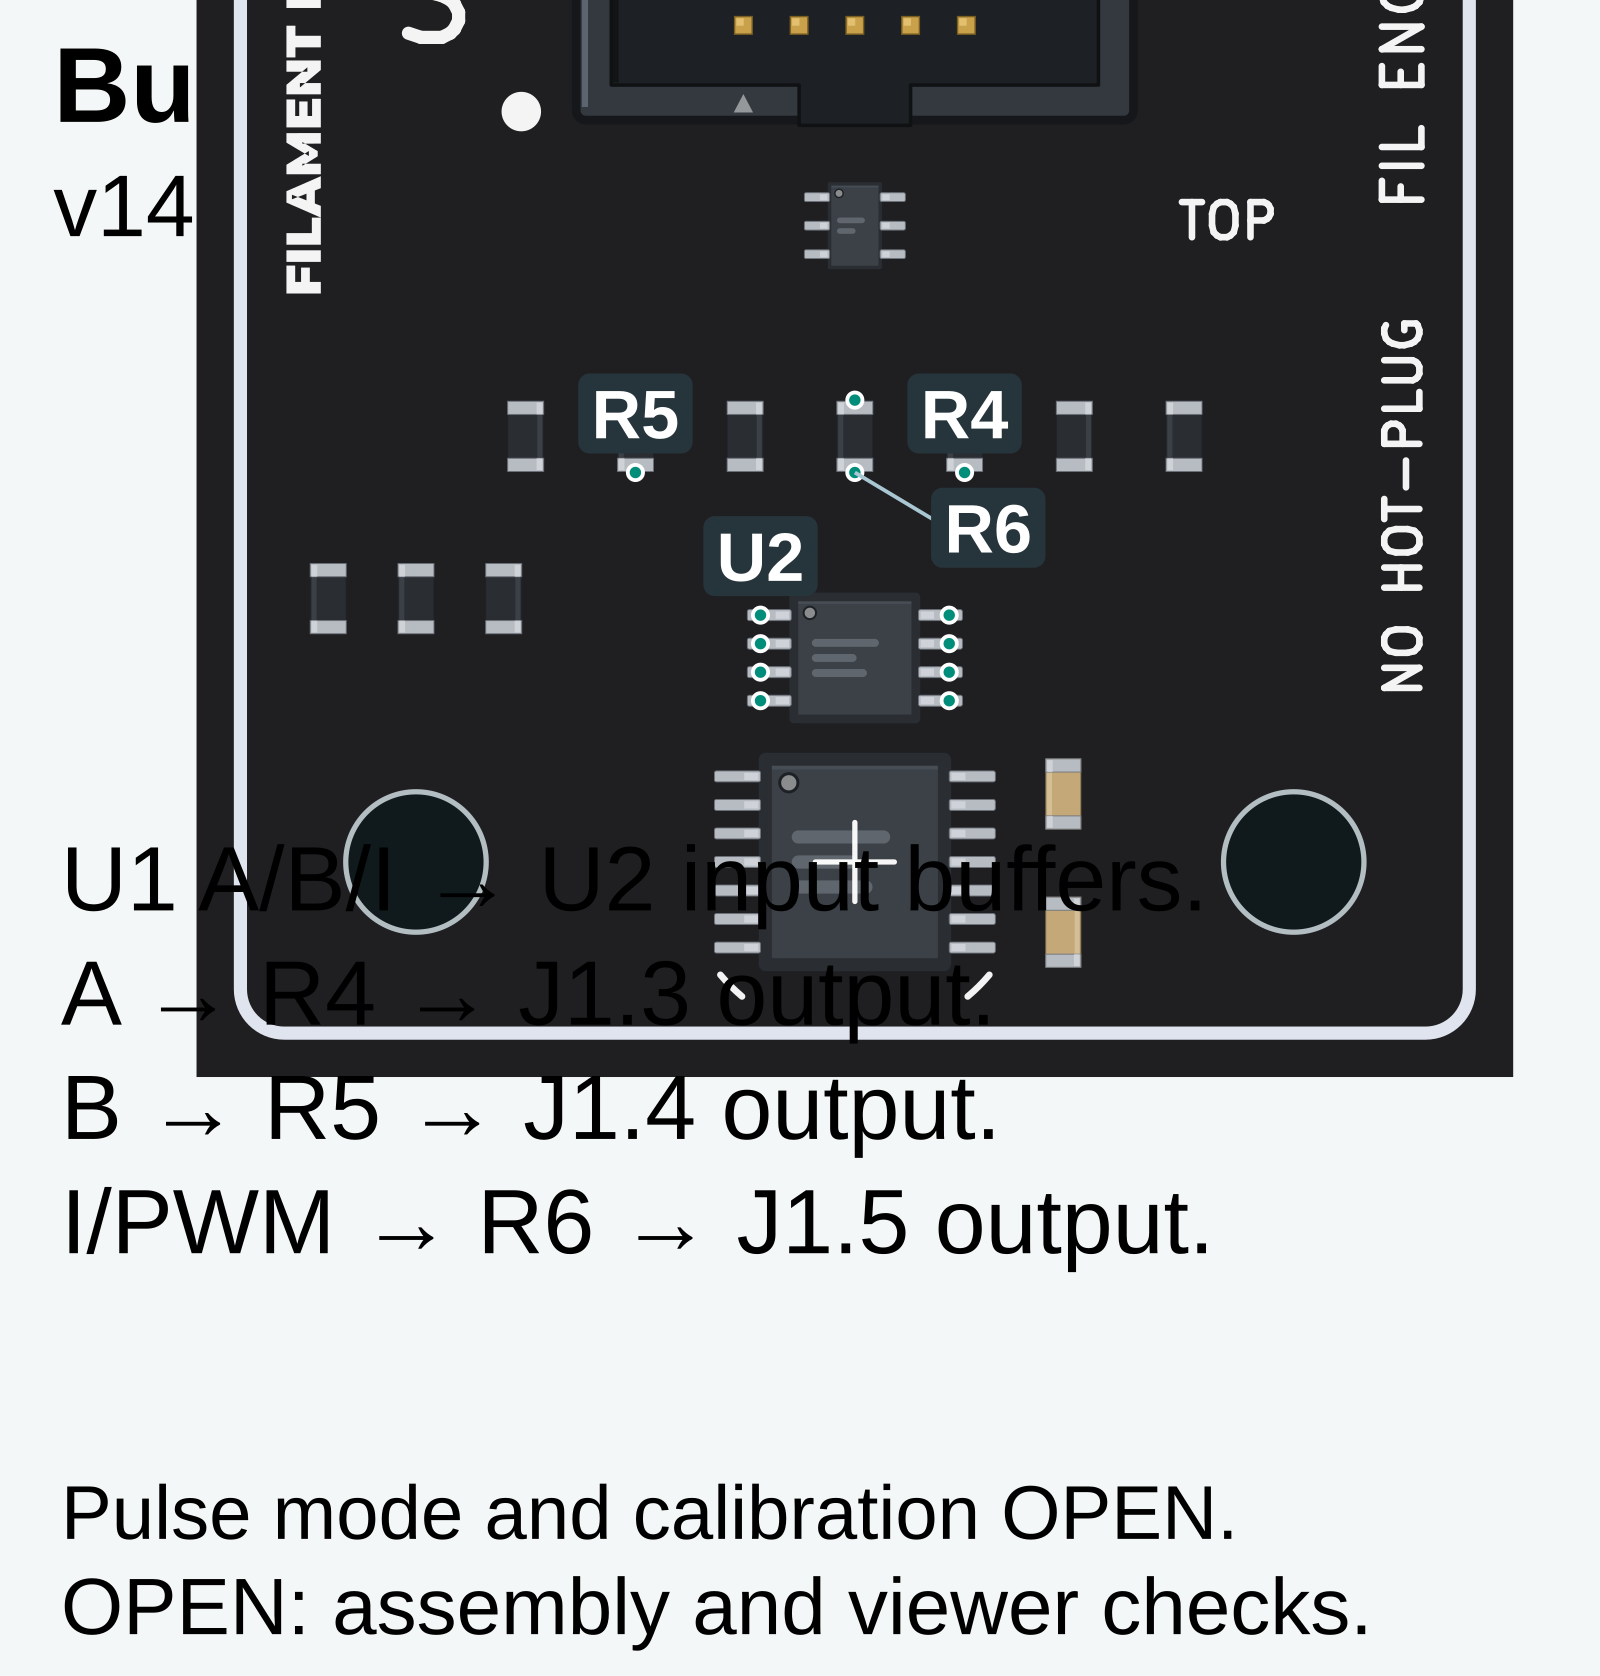 Bu
v14
FILAMENT
FIL ENC
TOP
NO HOT-PLUG
R5
R4
R6
U2
U1 A/B/I → U2 input buffers.
A → R4 → J1.3 output.
B → R5 → J1.4 output.
I/PWM → R6 → J1.5 output.
Pulse mode and calibration OPEN.
OPEN: assembly and viewer checks.